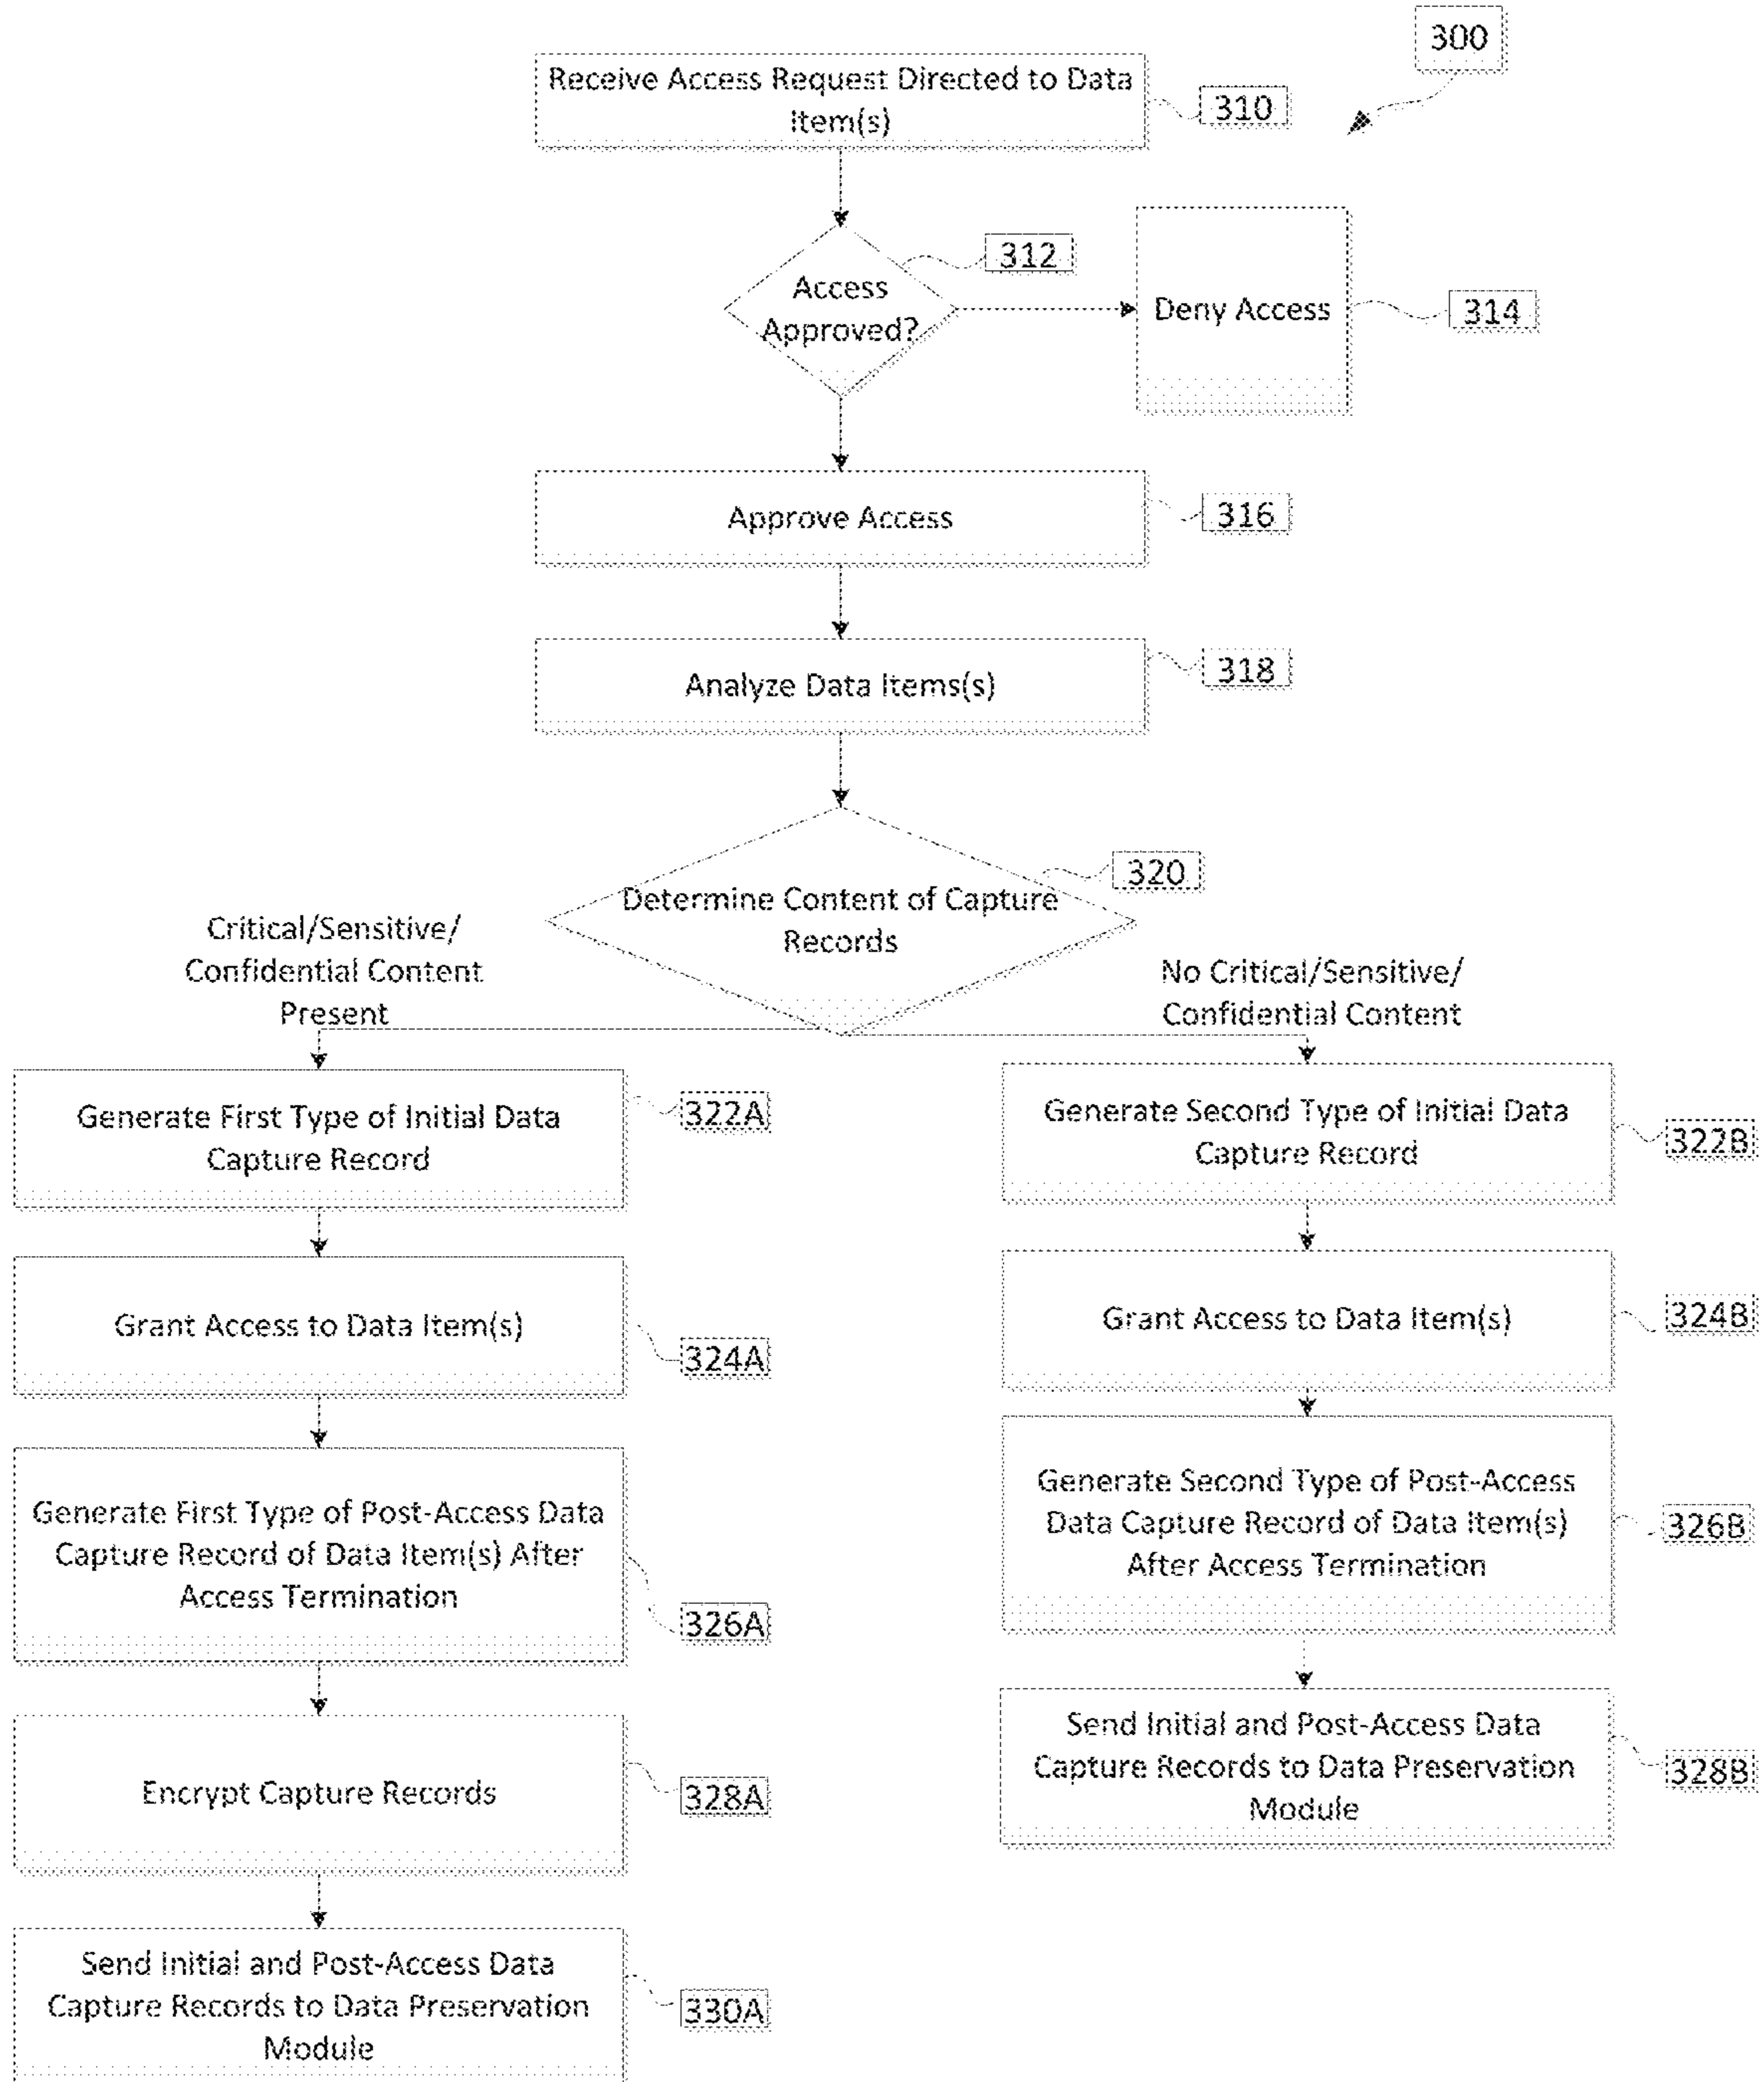 300
Receive Access Request Directed to Data
Item(s)
310
312
Access
Approved?
Deny Access
314
Approve Access
316
Analyze Data Items(s)
318
320
Determine Content of Capture
Records
Critical/Sensitive/
Confidential Content
Present
No Critical/Sensitive/
Confidential Content
Generate First Type of Initial Data
Capture Record
322A
Generate Second Type of Initial Data
Capture Record
322B
Grant Access to Data Item(s)
324A
Grant Access to Data Item(s)
324B
Generate First Type of Post-Access Data
Capture Record of Data Item(s) After
Access Termination
326A
Generate Second Type of Post-Access
Data Capture Record of Data Item(s)
After Access Termination
326B
Encrypt Capture Records
328A
Send Initial and Post-Access Data
Capture Records to Data Preservation
Module
328B
Send Initial and Post-Access Data
Capture Records to Data Preservation
Module
330A